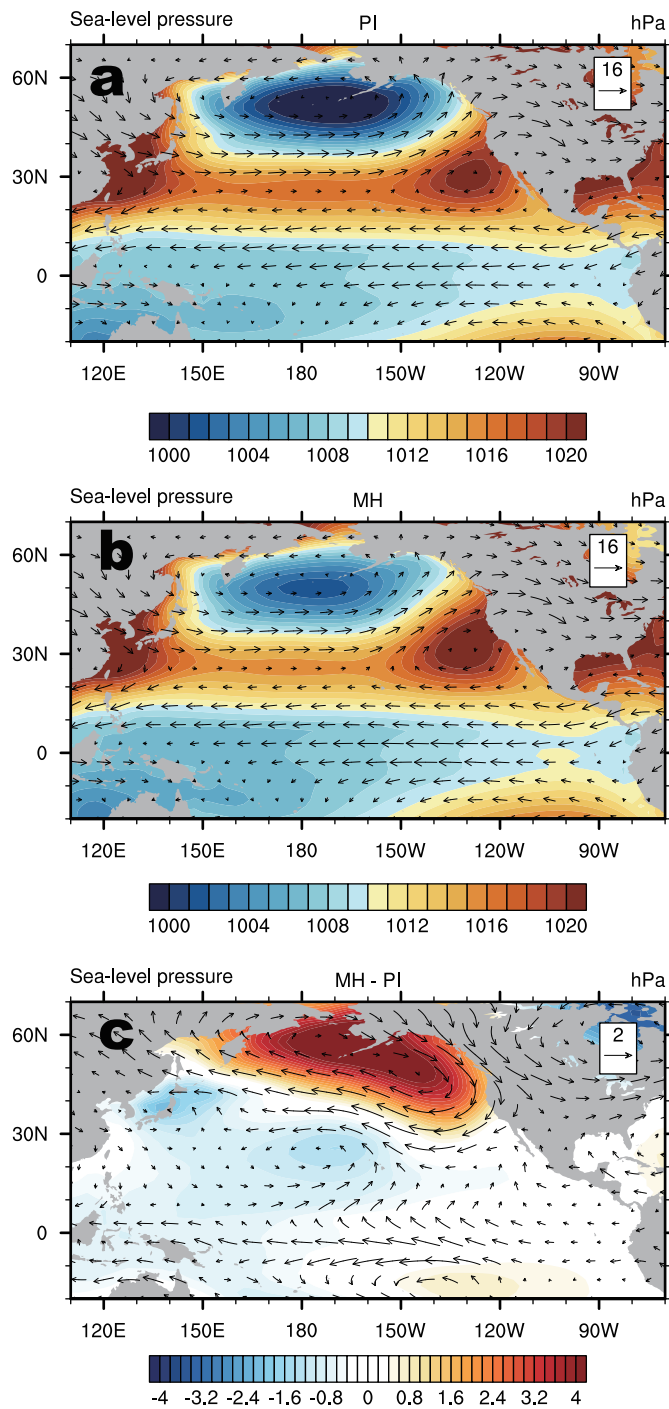 Sea-level pressure PI hPa
a
16
60N
30N
0
120E 150E 180 150W 120W 90W
1000 1004 1008 1012 1016 1020
Sea-level pressure MH hPa
b
16
60N
30N
0
120E 150E 180 150W 120W 90W
1000 1004 1008 1012 1016 1020
Sea-level pressure MH - PI hPa
c
2
60N
30N
0
120E 150E 180 150W 120W 90W
-4 -3.2 -2.4 -1.6 -0.8 0 0.8 1.6 2.4 3.2 4